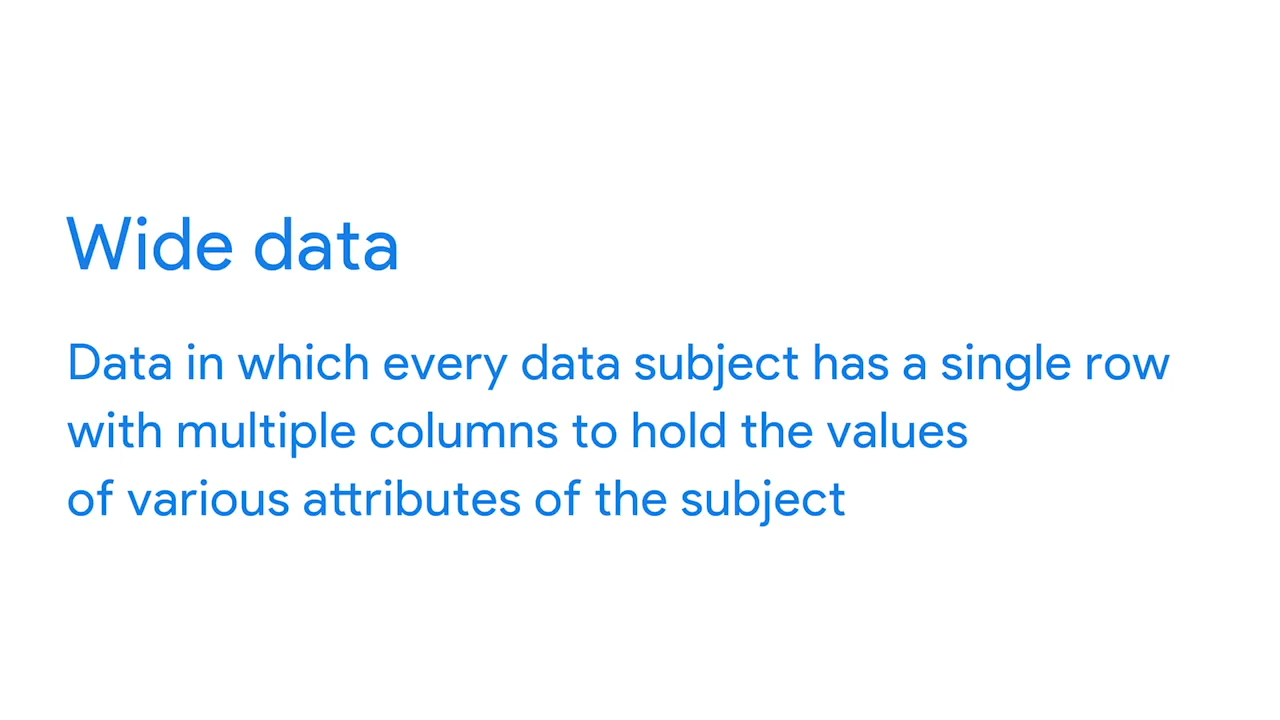 Wide data
Data in which every data subject has a single row
with multiple columns to hold the values
of various attributes of the subject